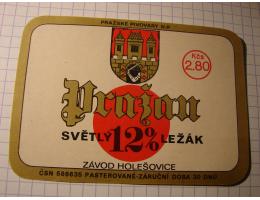 PRAŽSKÉ PIVOVARY N.P.
Kčs
2.80
Pražan
SVĚTLÝ 12% LEŽÁK
ZÁVOD HOLEŠOVICE
ČSN 566635 PASTEROVANÉ-ZÁRUČNÍ DOBA 30 DNŮ